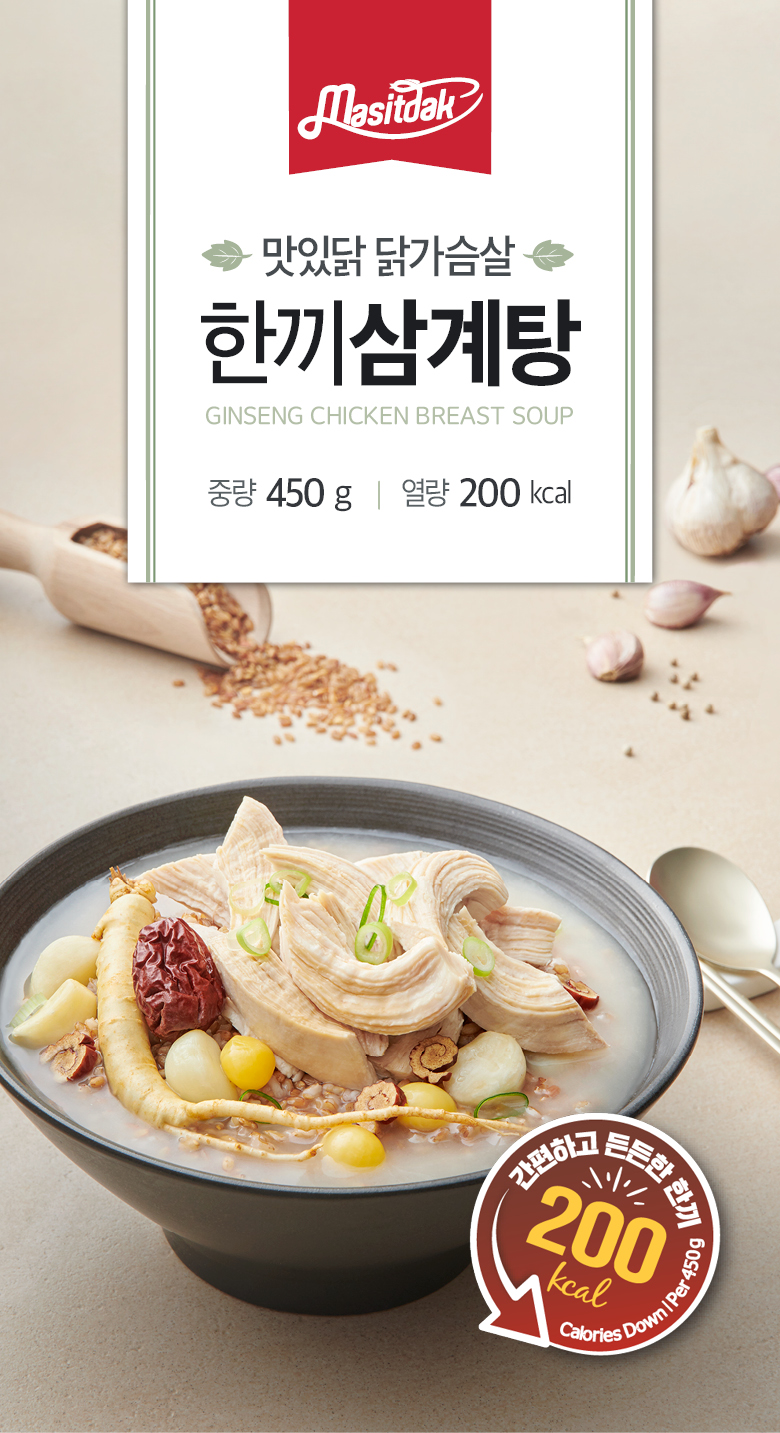 Masitdak
맛있닭 닭가슴살
한끼삼계탕
GINSENG CHICKEN BREAST SOUP
중량 450 g | 열량 200 kcal
간편하고 든든한 한끼
200
kcal
Calories Down | Per 450 g